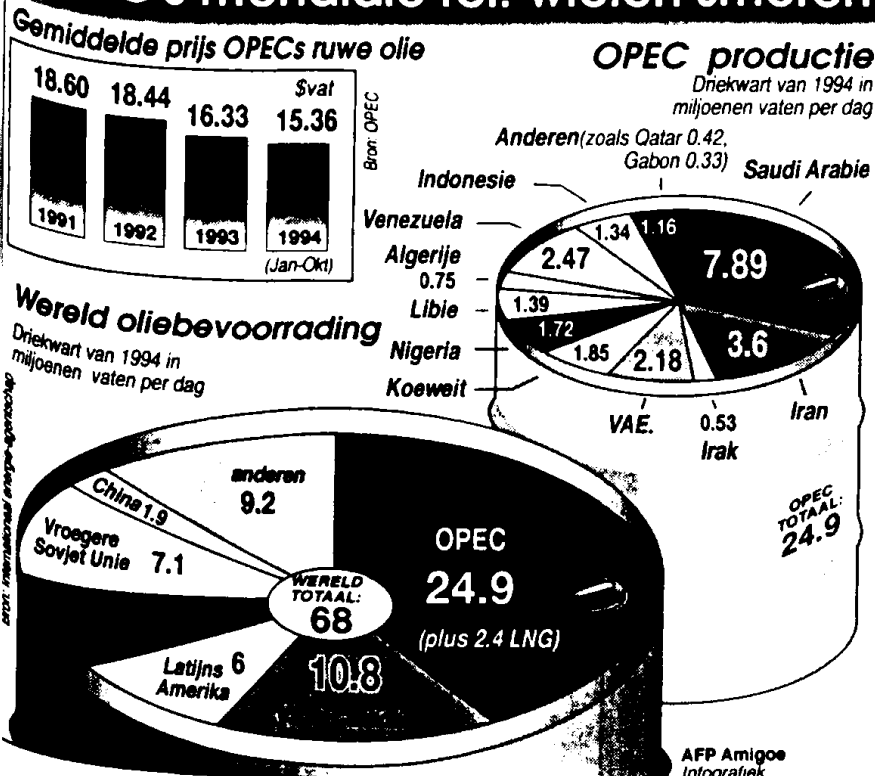 Gemiddelde prijs OPECs ruwe olie
$vat
18.60
18.44
16.33
15.36
1991
1992
1993
1994
(Jan-Okt)
Bron: OPEC
OPEC productie
Driekwart van 1994 in
miljoenen vaten per dag
Anderen(zoals Qatar 0.42,
Gabon 0.33)
Saudi Arabie
Indonesie
Venezuela
Algerije
0.75
Libie
Nigeria
Koeweit
VAE.
0.53
Irak
Iran
1.16
7.89
3.6
2.18
1.85
1.72
1.39
2.47
1.34
OPEC
TOTAAL:
24.9
Wereld oliebevoorrading
Driekwart van 1994 in
miljoenen vaten per dag
bron: Internationaal energie-agentschap
anderen
9.2
China 1.9
Vroegere
Sovjet Unie 7.1
WERELD
TOTAAL:
68
OPEC
24.9
(plus 2.4 LNG)
10.8
Latijns 6
Amerika
AFP Amigoe
Infografiek